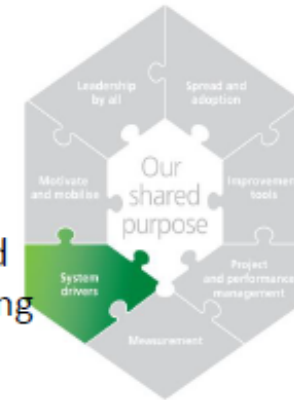 Leadership
by all
Spread and
adoption
Motivate
and mobilise
Our
shared
purpose
Improvement
tools
System
drivers
Project
and performance
management
Measurement